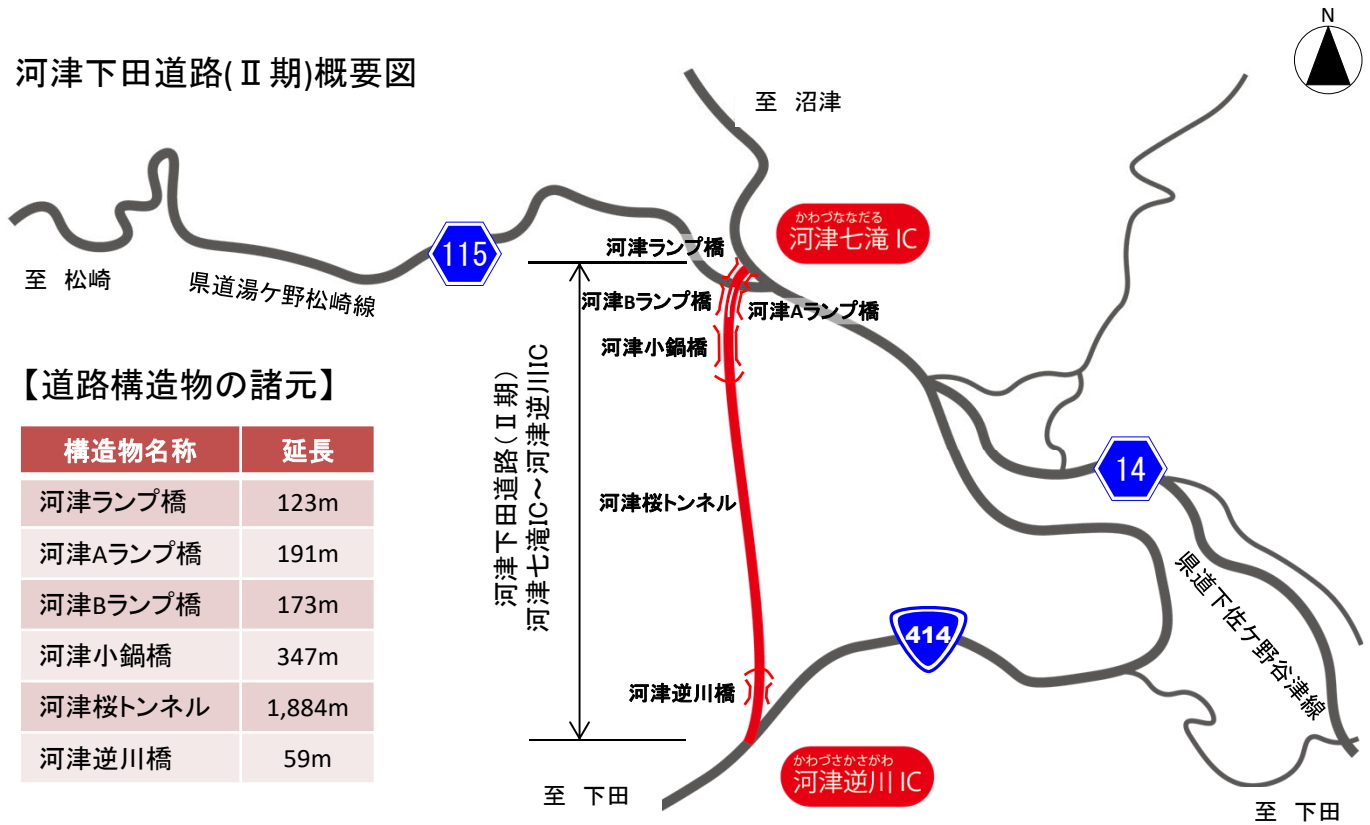 河津下田道路(Ⅱ期)概要図
N
至 沼津
かわづななだる
河津七滝 IC
115
河津ランプ橋
至 松崎
県道湯ケ野松崎線
河津Bランプ橋
河津Aランプ橋
河津小鍋橋
河津下田道路(Ⅱ期)
河津七滝IC~河津逆川IC
【道路構造物の諸元】
構造物名称 延長
河津ランプ橋 123m
河津Aランプ橋 191m
河津Bランプ橋 173m
河津小鍋橋 347m
河津桜トンネル 1,884m
河津逆川橋 59m
河津桜トンネル
14
県道下佐ケ野谷津線
414
河津逆川橋
かわづさかさがわ
河津逆川 IC
至 下田
至 下田